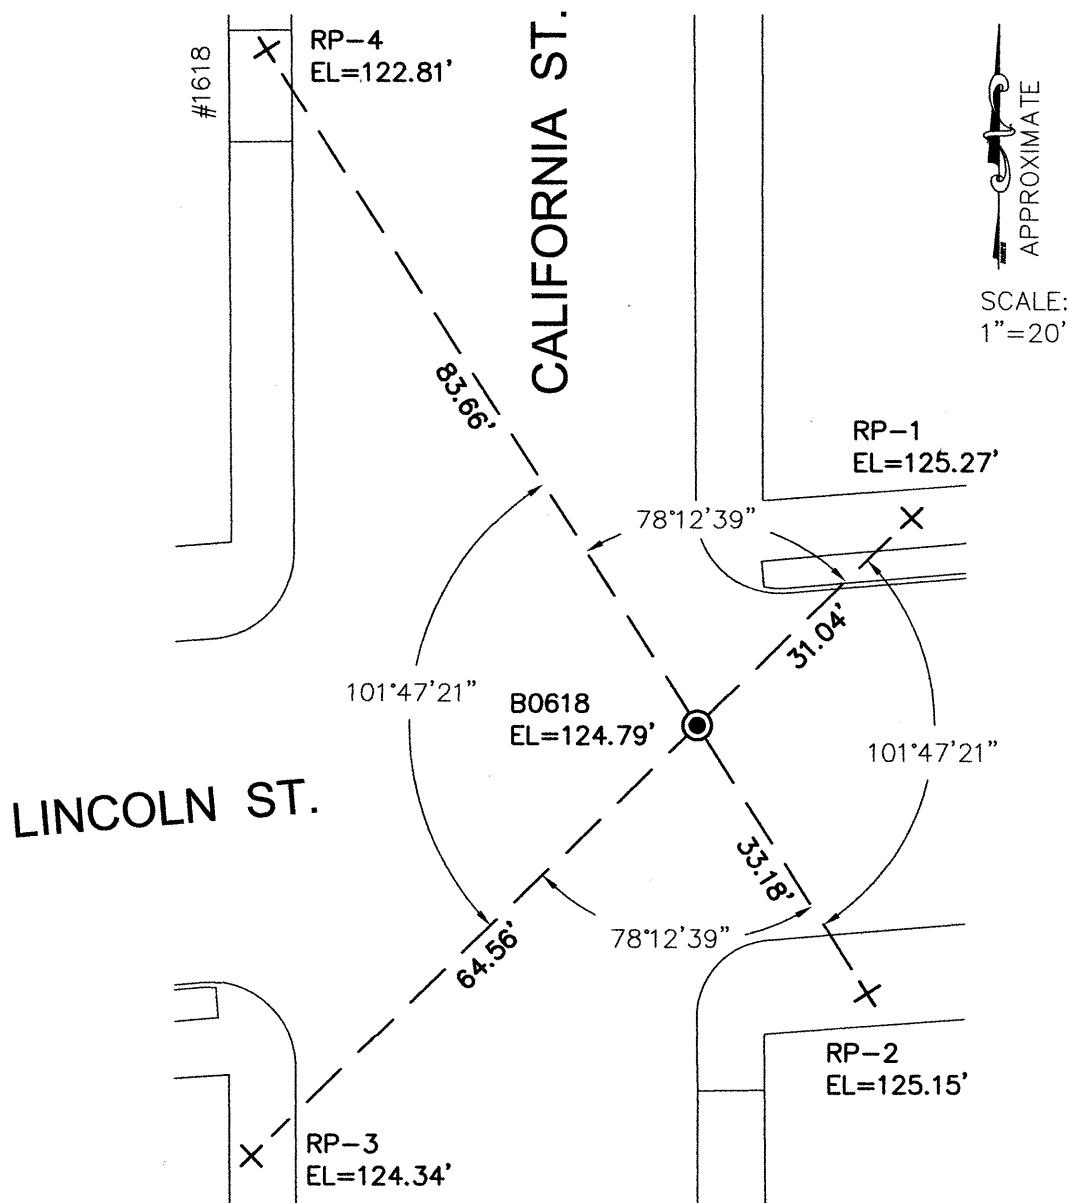 RP-4
EL=122.81'
#1618
CALIFORNIA ST.
APPROXIMATE
SCALE:
1"=20'
83.66'
RP-1
EL=125.27'
78°12'39"
31.04'
101°47'21"
B0618
EL=124.79'
101°47'21"
LINCOLN ST.
33.18'
78°12'39"
64.56'
RP-2
EL=125.15'
RP-3
EL=124.34'